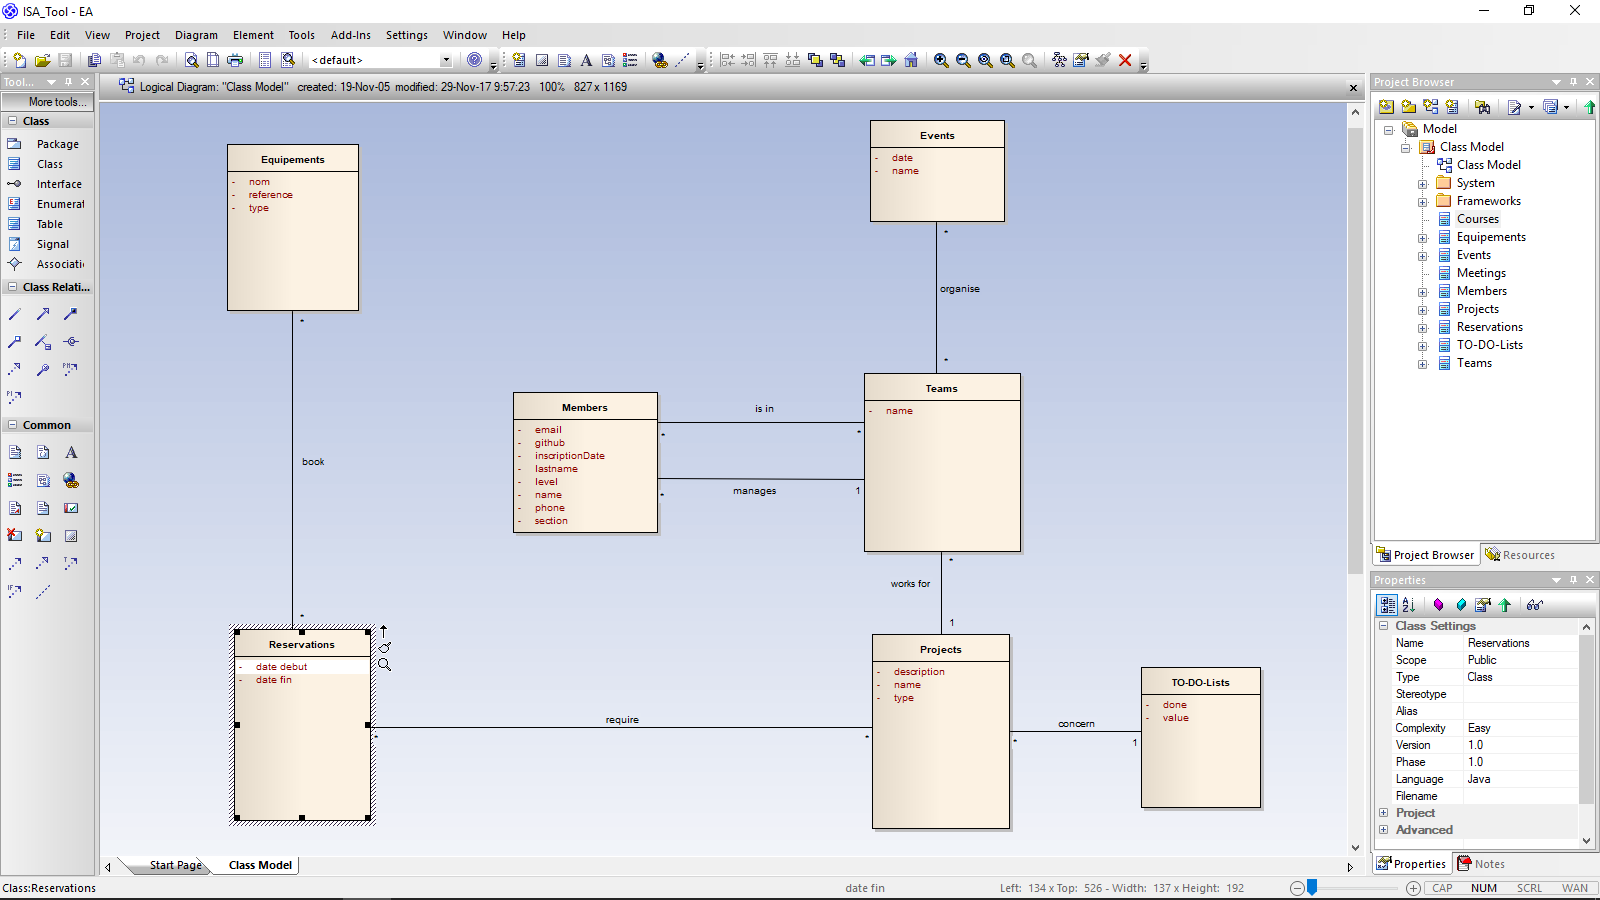 ISA_Tool - EA
File Edit View Project Diagram Element Tools Add-Ins Settings Window Help
<default>
Tool...
More tools...
Class
Package
Class
Interface
Enumerat
Table
Signal
Associati
Class Relati...
Common
Logical Diagram: "Class Model" created: 19-Nov-05 modified: 29-Nov-17 9:57:23 100% 827 x 1169
Equipements
- nom
- reference
- type
*
book
*
Reservations
- date debut
- date fin
*
require
*
Events
- date
- name
*
organise
*
Members
- email
- github
- inscriptionDate
- lastname
- level
- name
- phone
- section
is in
*
*
manages
*
1
Teams
- name
*
works for
1
Projects
- description
- name
- type
concern
*
1
TO-DO-Lists
- done
- value
Start Page
Class Model
Project Browser
Model
Class Model
Class Model
System
Frameworks
Courses
Equipements
Events
Meetings
Members
Projects
Reservations
TO-DO-Lists
Teams
Project Browser
Resources
Properties
Class Settings
Name Reservations
Scope Public
Type Class
Stereotype
Alias
Complexity Easy
Version 1.0
Phase 1.0
Language Java
Filename
Project
Advanced
Properties
Notes
Class:Reservations
date fin
Left: 134 x Top: 526 - Width: 137 x Height: 192
CAP NUM SCRL WAN